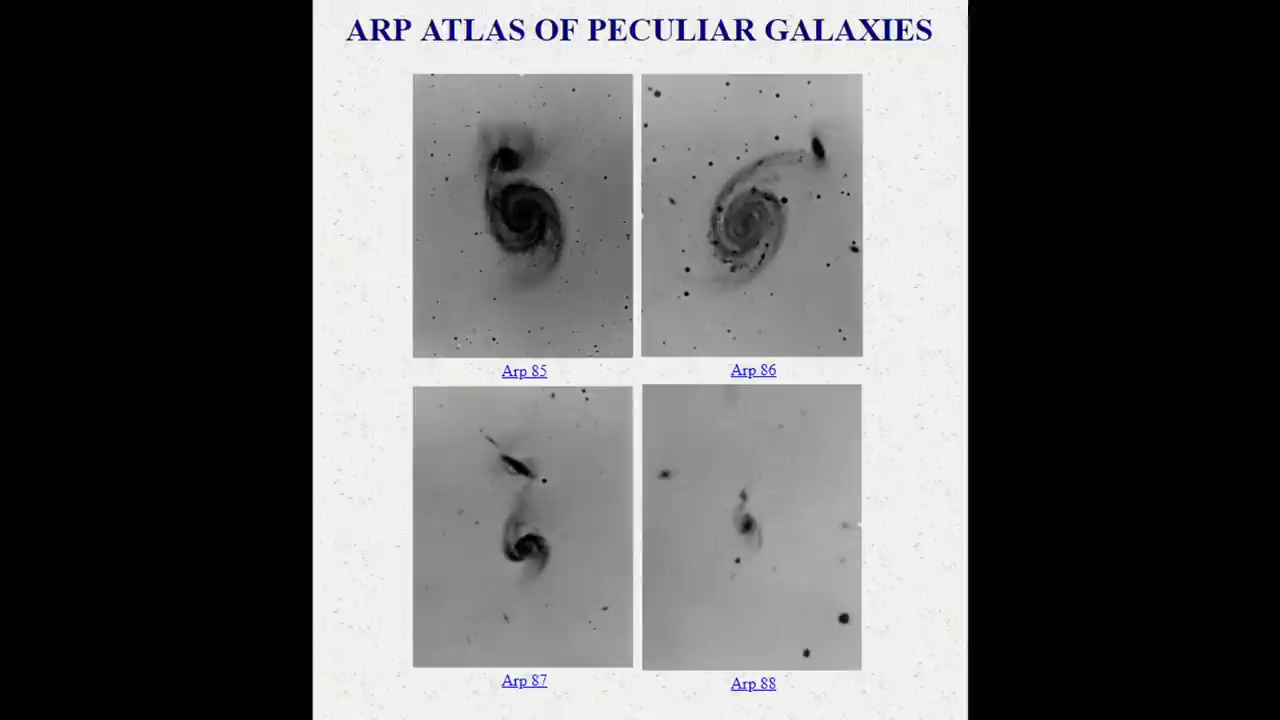 ARP ATLAS OF PECULIAR GALAXIES
Arp 85
Arp 86
Arp 87
Arp 88